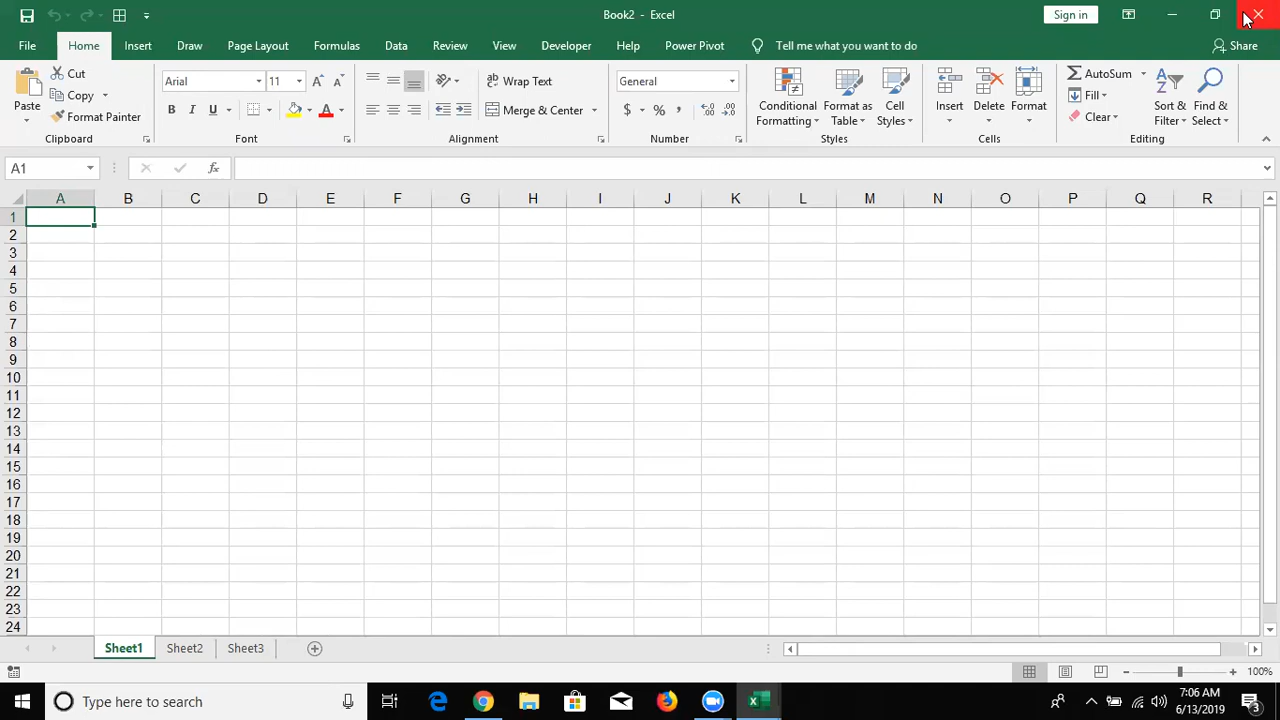 Book2 - Excel
Sign in
File Home Insert Draw Page Layout Formulas Data Review View Developer Help Power Pivot Tell me what you want to do Share
Paste
Cut
Copy
Format Painter
Clipboard
Arial 11
B I U
Font
Wrap Text
Merge & Center
Alignment
General
$ % ,
Number
Conditional Formatting
Format as Table
Cell Styles
Styles
Insert
Delete
Format
Cells
AutoSum
Fill
Clear
Sort & Filter
Find & Select
Editing
A1
fx
A B C D E F G H I J K L M N O P Q R
1
2
3
4
5
6
7
8
9
10
11
12
13
14
15
16
17
18
19
20
21
22
23
24
Sheet1 Sheet2 Sheet3
100%
Type here to search
7:06 AM
6/13/2019
3